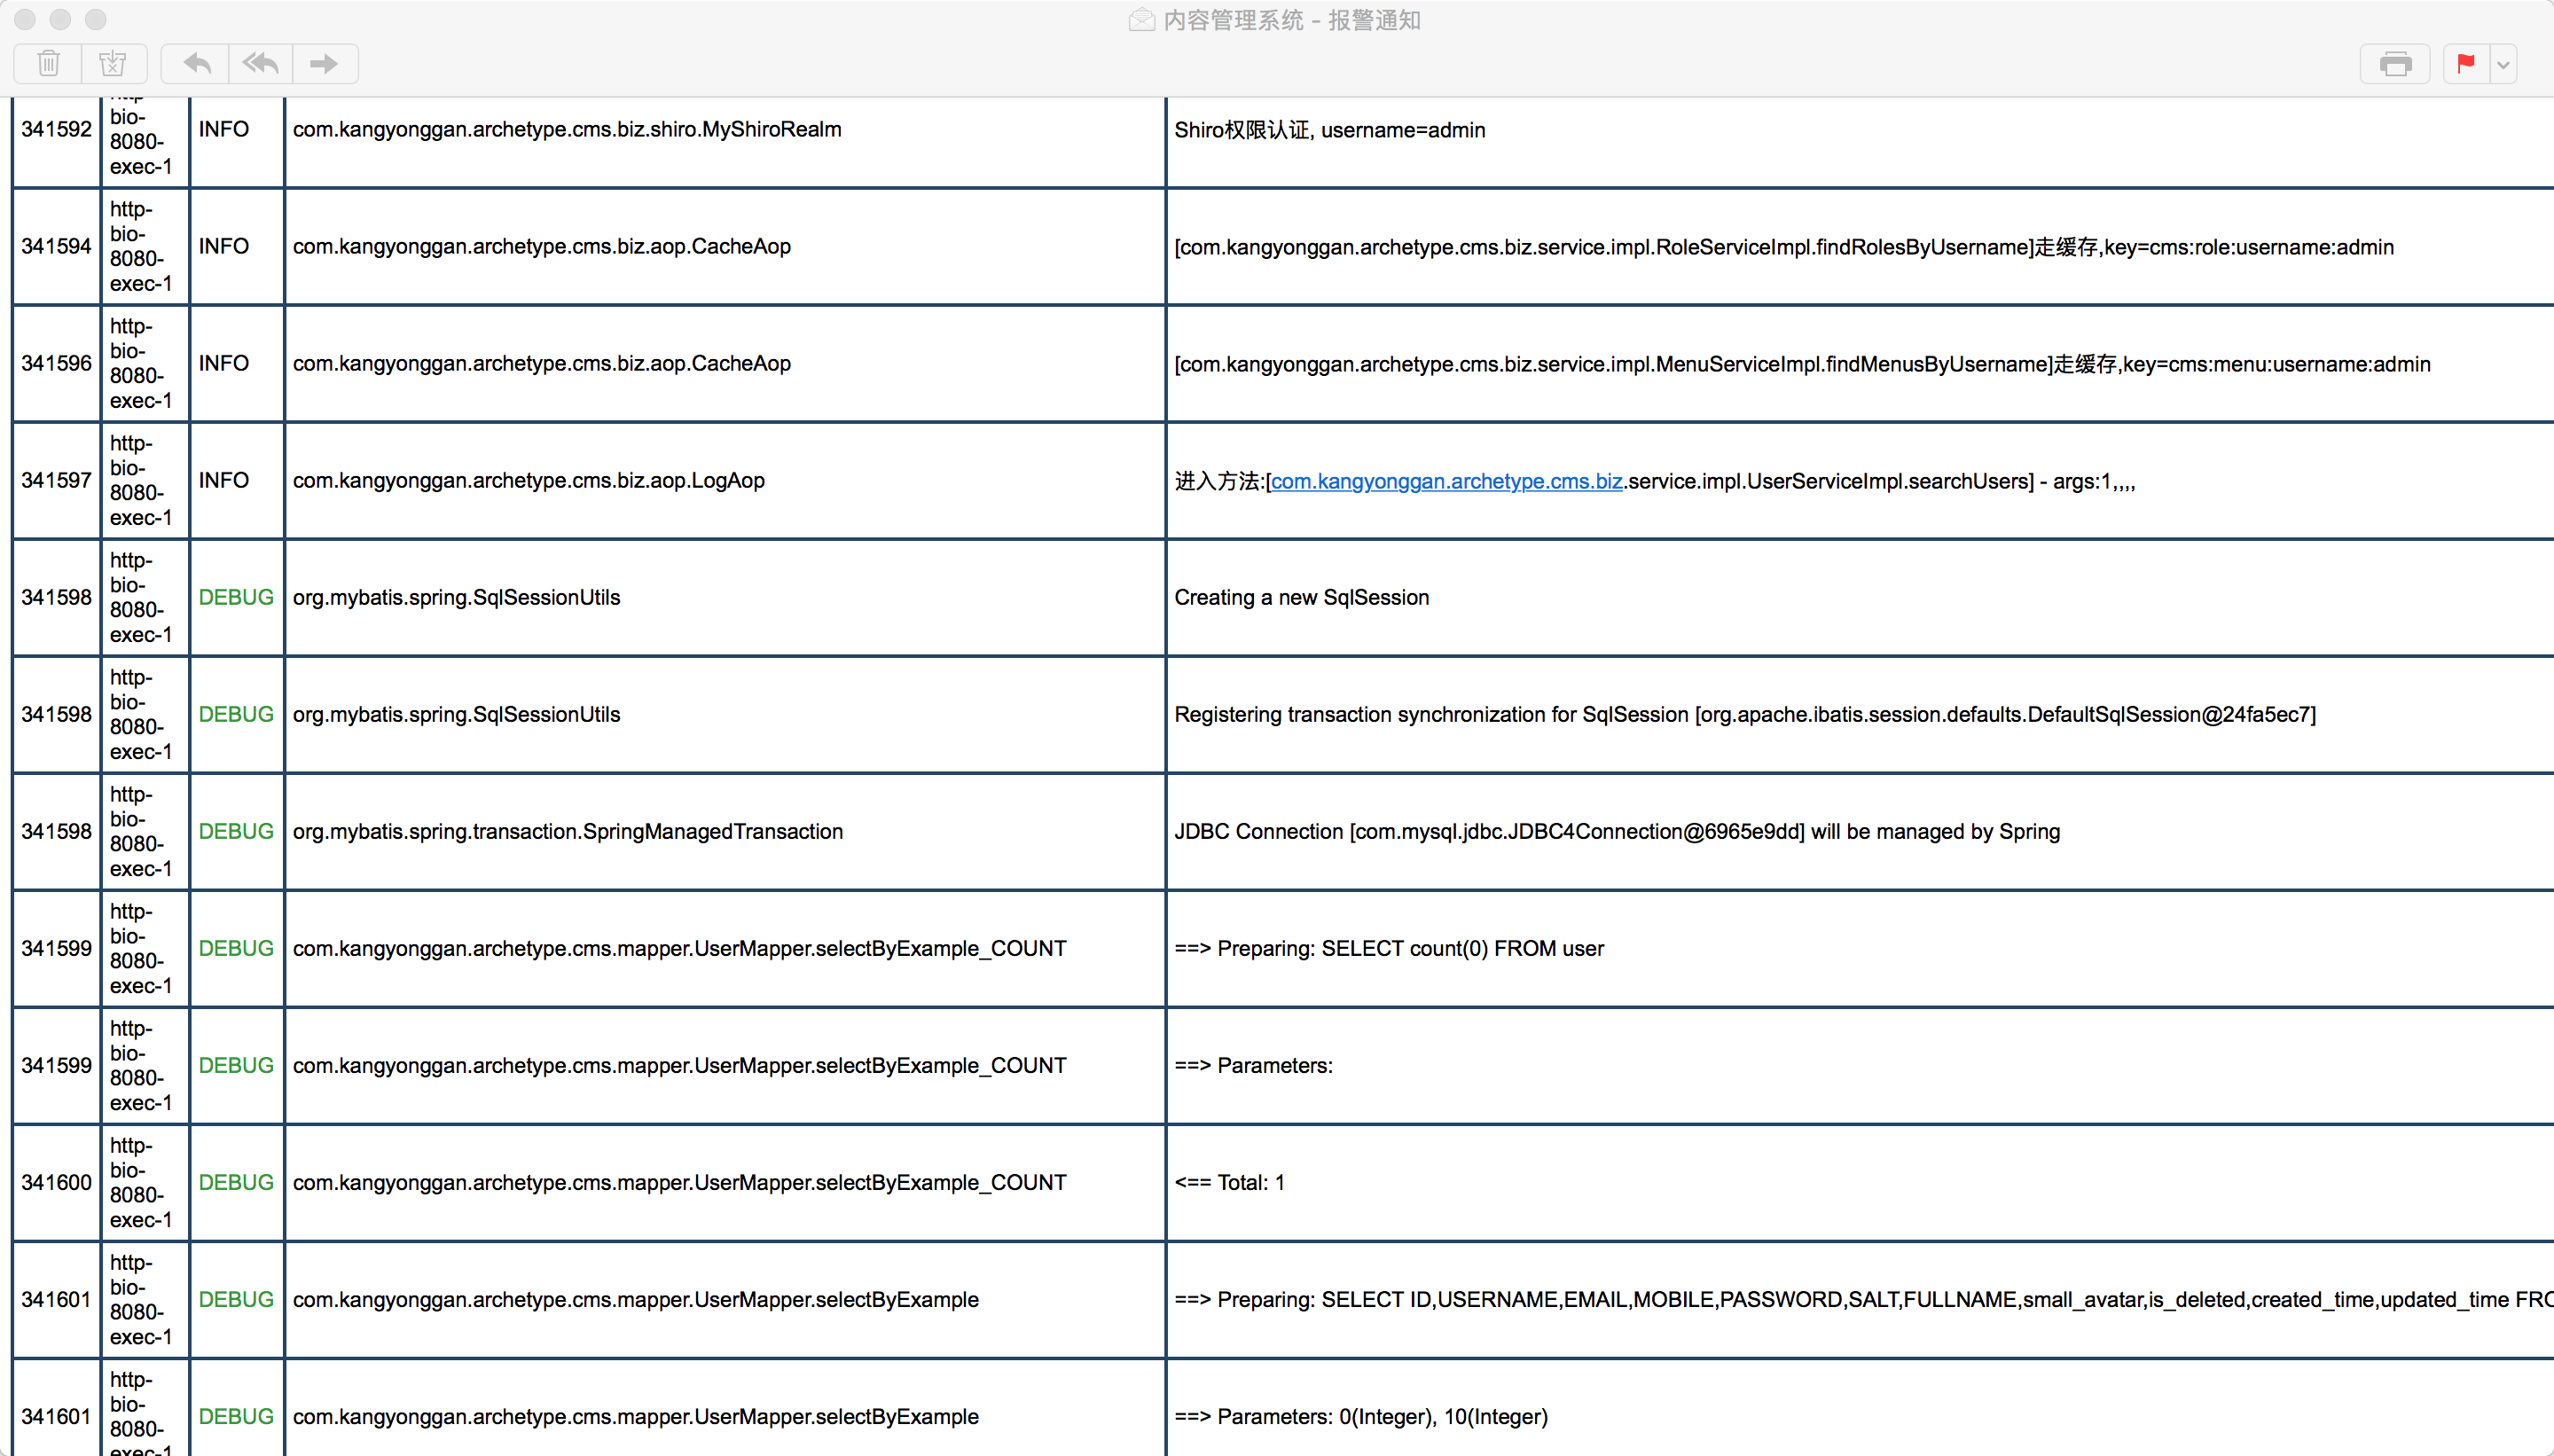 内容管理系统 - 报警通知
341592 http-bio-8080-exec-1 INFO com.kangyonggan.archetype.cms.biz.shiro.MyShiroRealm Shiro权限认证, username=admin
341594 http-bio-8080-exec-1 INFO com.kangyonggan.archetype.cms.biz.aop.CacheAop [com.kangyonggan.archetype.cms.biz.service.impl.RoleServiceImpl.findRolesByUsername]走缓存,key=cms:role:username:admin
341596 http-bio-8080-exec-1 INFO com.kangyonggan.archetype.cms.biz.aop.CacheAop [com.kangyonggan.archetype.cms.biz.service.impl.MenuServiceImpl.findMenusByUsername]走缓存,key=cms:menu:username:admin
341597 http-bio-8080-exec-1 INFO com.kangyonggan.archetype.cms.biz.aop.LogAop 进入方法:[com.kangyonggan.archetype.cms.biz.service.impl.UserServiceImpl.searchUsers] - args:1,,,,
341598 http-bio-8080-exec-1 DEBUG org.mybatis.spring.SqlSessionUtils Creating a new SqlSession
341598 http-bio-8080-exec-1 DEBUG org.mybatis.spring.SqlSessionUtils Registering transaction synchronization for SqlSession [org.apache.ibatis.session.defaults.DefaultSqlSession@24fa5ec7]
341598 http-bio-8080-exec-1 DEBUG org.mybatis.spring.transaction.SpringManagedTransaction JDBC Connection [com.mysql.jdbc.JDBC4Connection@6965e9dd] will be managed by Spring
341599 http-bio-8080-exec-1 DEBUG com.kangyonggan.archetype.cms.mapper.UserMapper.selectByExample_COUNT ==> Preparing: SELECT count(0) FROM user
341599 http-bio-8080-exec-1 DEBUG com.kangyonggan.archetype.cms.mapper.UserMapper.selectByExample_COUNT ==> Parameters:
341600 http-bio-8080-exec-1 DEBUG com.kangyonggan.archetype.cms.mapper.UserMapper.selectByExample_COUNT <== Total: 1
341601 http-bio-8080-exec-1 DEBUG com.kangyonggan.archetype.cms.mapper.UserMapper.selectByExample ==> Preparing: SELECT ID,USERNAME,EMAIL,MOBILE,PASSWORD,SALT,FULLNAME,small_avatar,is_deleted,created_time,updated_time
341601 http-bio-8080-exec-1 DEBUG com.kangyonggan.archetype.cms.mapper.UserMapper.selectByExample ==> Parameters: 0(Integer), 10(Integer)